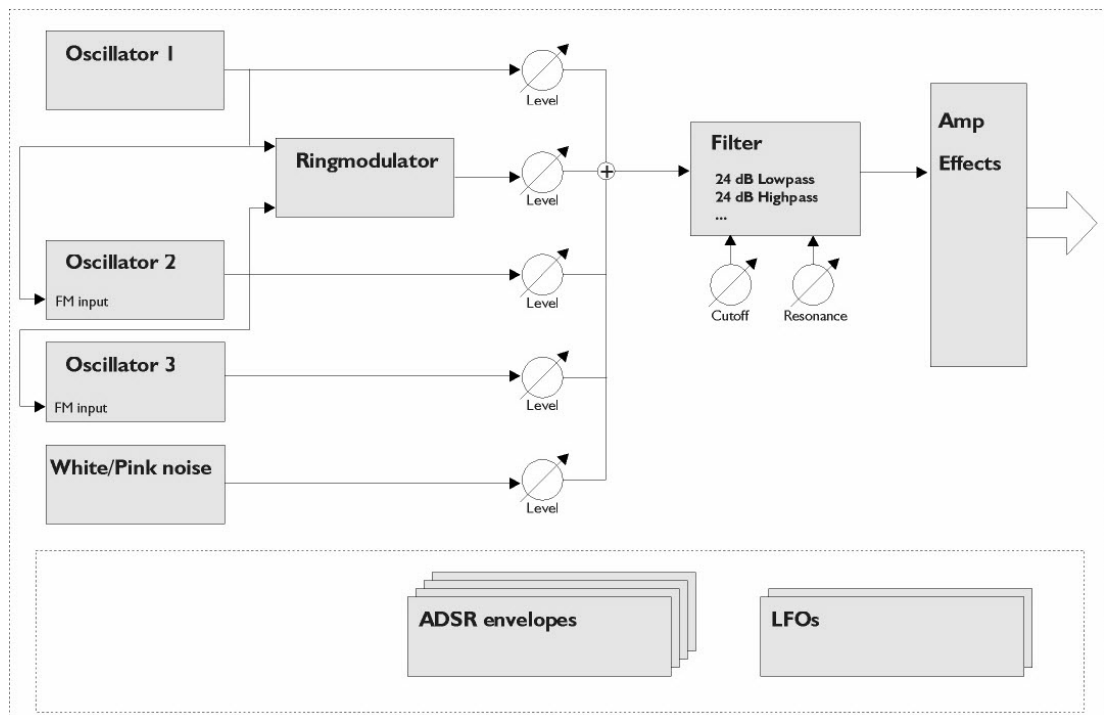 Oscillator 1
Level
Ringmodulator
Level
Filter
24 dB Lowpass
24 dB Highpass
...
Amp
Effects
Oscillator 2
FM input
Level
Cutoff
Resonance
Oscillator 3
FM input
Level
White/Pink noise
Level
ADSR envelopes
LFOs